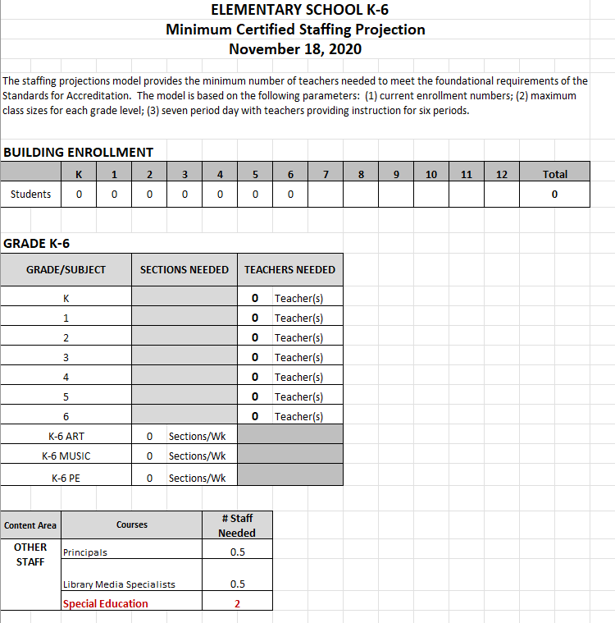 ELEMENTARY SCHOOL K-6
Minimum Certified Staffing Projection
November 18, 2020
The staffing projections model provides the minimum number of teachers needed to meet the foundational requirements of the
Standards for Accreditation. The model is based on the following parameters: (1) current enrollment numbers; (2) maximum
class sizes for each grade level; (3) seven period day with teachers providing instruction for six periods.
BUILDING ENROLLMENT
K 1 2 3 4 5 6 7 8 9 10 11 12 Total
Students 0 0 0 0 0 0 0 0
GRADE K-6
GRADE/SUBJECT SECTIONS NEEDED TEACHERS NEEDED
K 0 Teacher(s)
1 0 Teacher(s)
2 0 Teacher(s)
3 0 Teacher(s)
4 0 Teacher(s)
5 0 Teacher(s)
6 0 Teacher(s)
K-6 ART 0 Sections/Wk
K-6 MUSIC 0 Sections/Wk
K-6 PE 0 Sections/Wk
Content Area Courses # Staff Needed
OTHER STAFF Principals 0.5
Library Media Specialists 0.5
Special Education 2